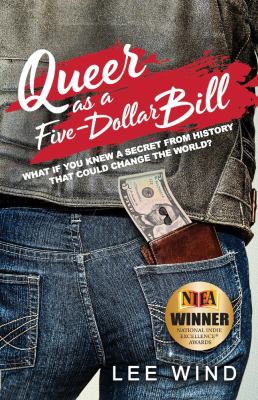 Queer
as a
Five-Dollar Bill
WHAT IF YOU KNEW A SECRET FROM HISTORY
THAT COULD CHANGE THE WORLD?
NIEA
WINNER
NATIONAL INDIE
EXCELLENCE®
AWARDS
LEE WIND